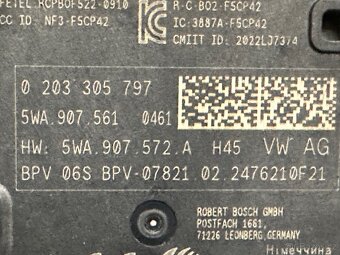 FETEL: RCPBOFS22-0910
CC ID: NF3-F5CP42
R-C-B02-F5CP42
IC:3887A-F5CP42
CMIIT ID: 2022LJ7374
0 203 305 797
5WA.907.561 0461
HW: 5WA.907.572.A H45 VW AG
BPV 06S BPV-07821 02.2476210F21
ROBERT BOSCH GMBH
POSTFACH 1661,
71226 LEONBERG,GERMANY
Німеччина